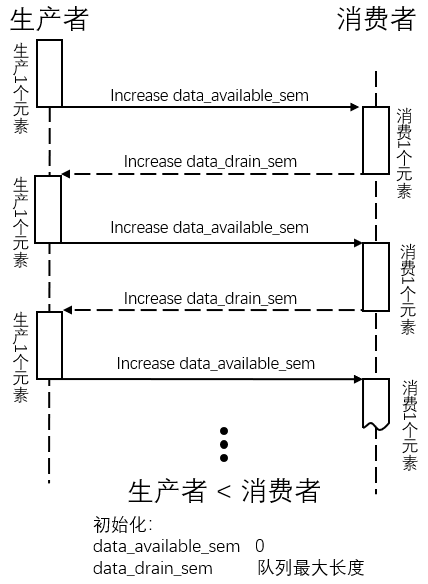 生产者
消费者
生产1个元素
Increase data_available_sem
消费1个元素
Increase data_drain_sem
生产1个元素
Increase data_available_sem
消费1个元素
Increase data_drain_sem
生产1个元素
Increase data_available_sem
消费1个元素
生产者 < 消费者
初始化：
data_available_sem 0
data_drain_sem 队列最大长度